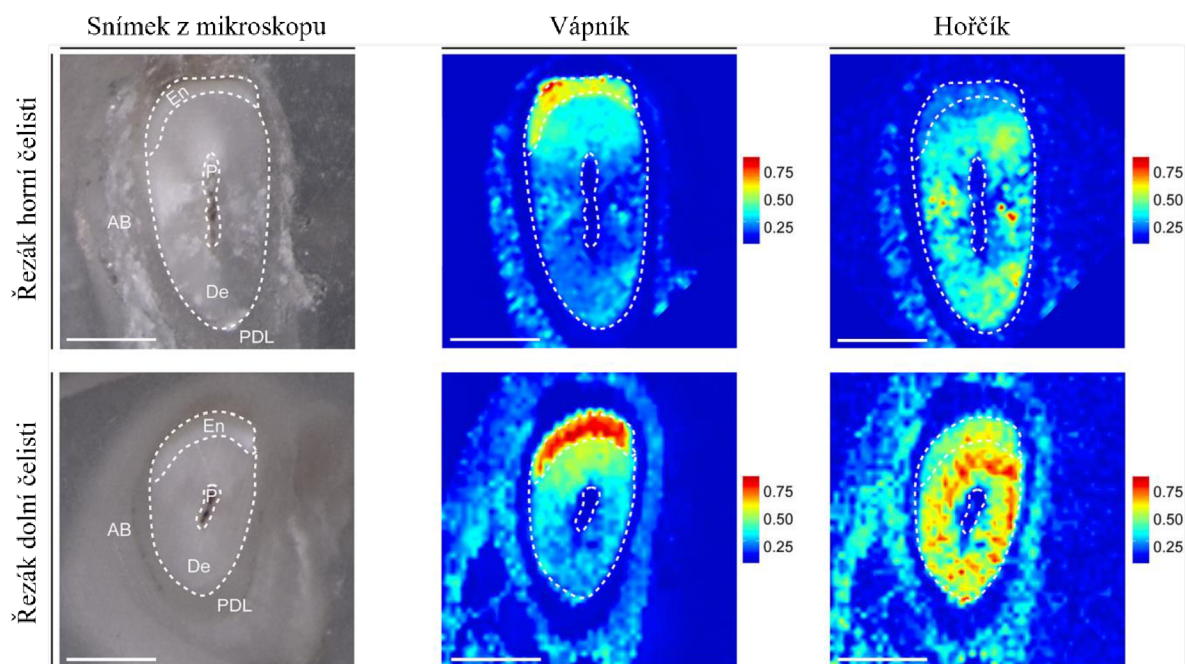 Snímek z mikroskopu
Vápník
Hořčík
Řezák horní čelisti
En
P
AB
De
PDL
0.75
0.50
0.25
0.75
0.50
0.25
Řezák dolní čelisti
En
P
AB
De
PDL
0.75
0.50
0.25
0.75
0.50
0.25